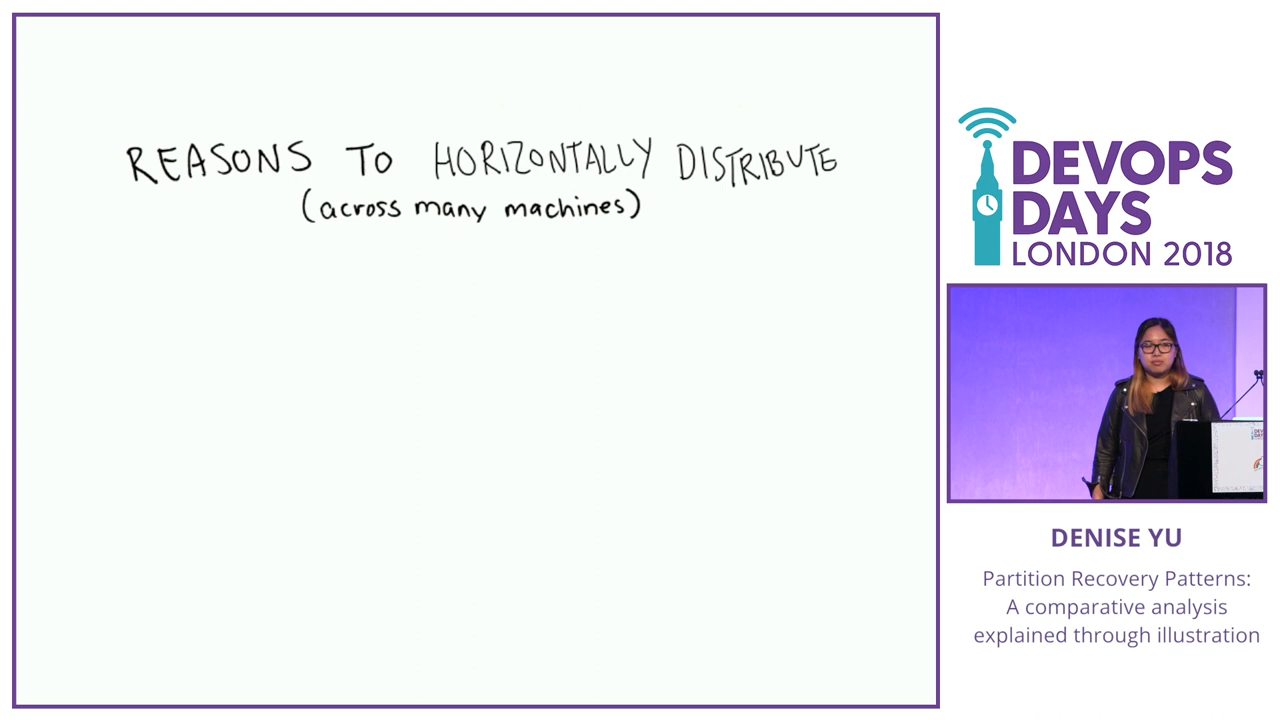 REASONS TO HORIZONTALLY DISTRIBUTE
(across many machines)
DEVOPS
DAYS
LONDON 2018
DENISE YU
Partition Recovery Patterns:
A comparative analysis
explained through illustration